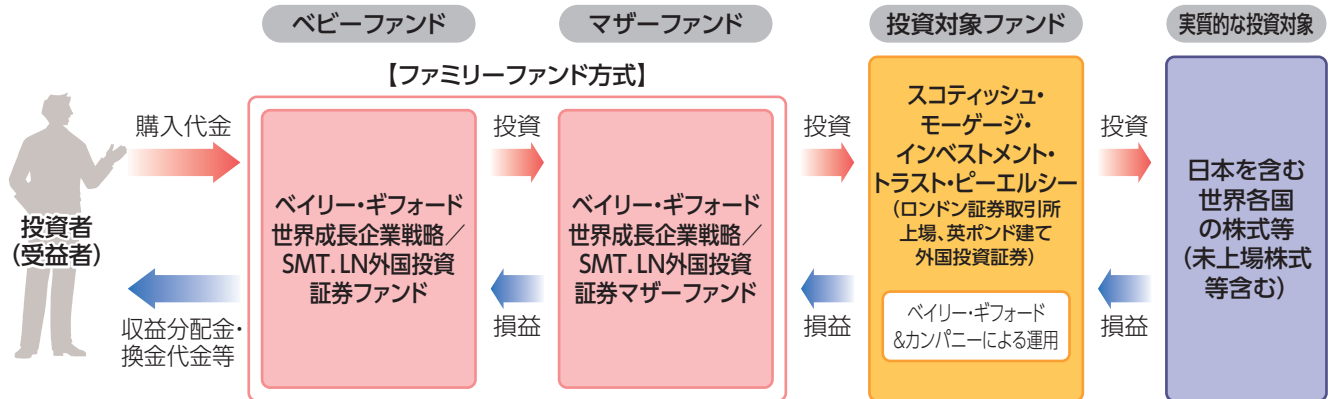 ベビーファンド
マザーファンド
投資対象ファンド
実質的な投資対象
【ファミリーファンド方式】
投資者
(受益者)
購入代金
収益分配金・
換金代金等
ベイリー・ギフォード
世界成長企業戦略／
SMT.LN外国投資
証券ファンド
投資
損益
ベイリー・ギフォード
世界成長企業戦略／
SMT.LN外国投資
証券マザーファンド
投資
損益
スコティッシュ・
モーゲージ・
インベストメント・
トラスト・ピーエルシー
(ロンドン証券取引所
上場、英ポンド建て
外国投資証券)
ベイリー・ギフォード
&カンパニーによる運用
投資
損益
日本を含む
世界各国
の株式等
(未上場株式
等含む)